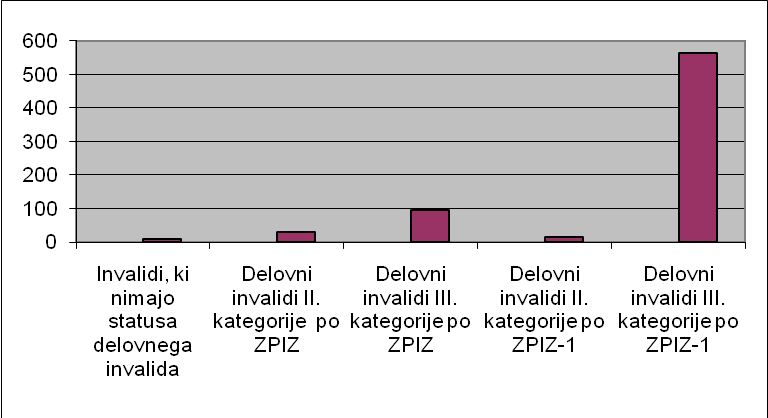 600
500
400
300
200
100
0
Invalidi, ki
nimajo
statusa
delovnega
invalida
Delovni
invalidi II.
kategorije po
ZPIZ
Delovni
invalidi III.
kategorije po
ZPIZ
Delovni
invalidi II.
kategorije po
ZPIZ-1
Delovni
invalidi III.
kategorije po
ZPIZ-1